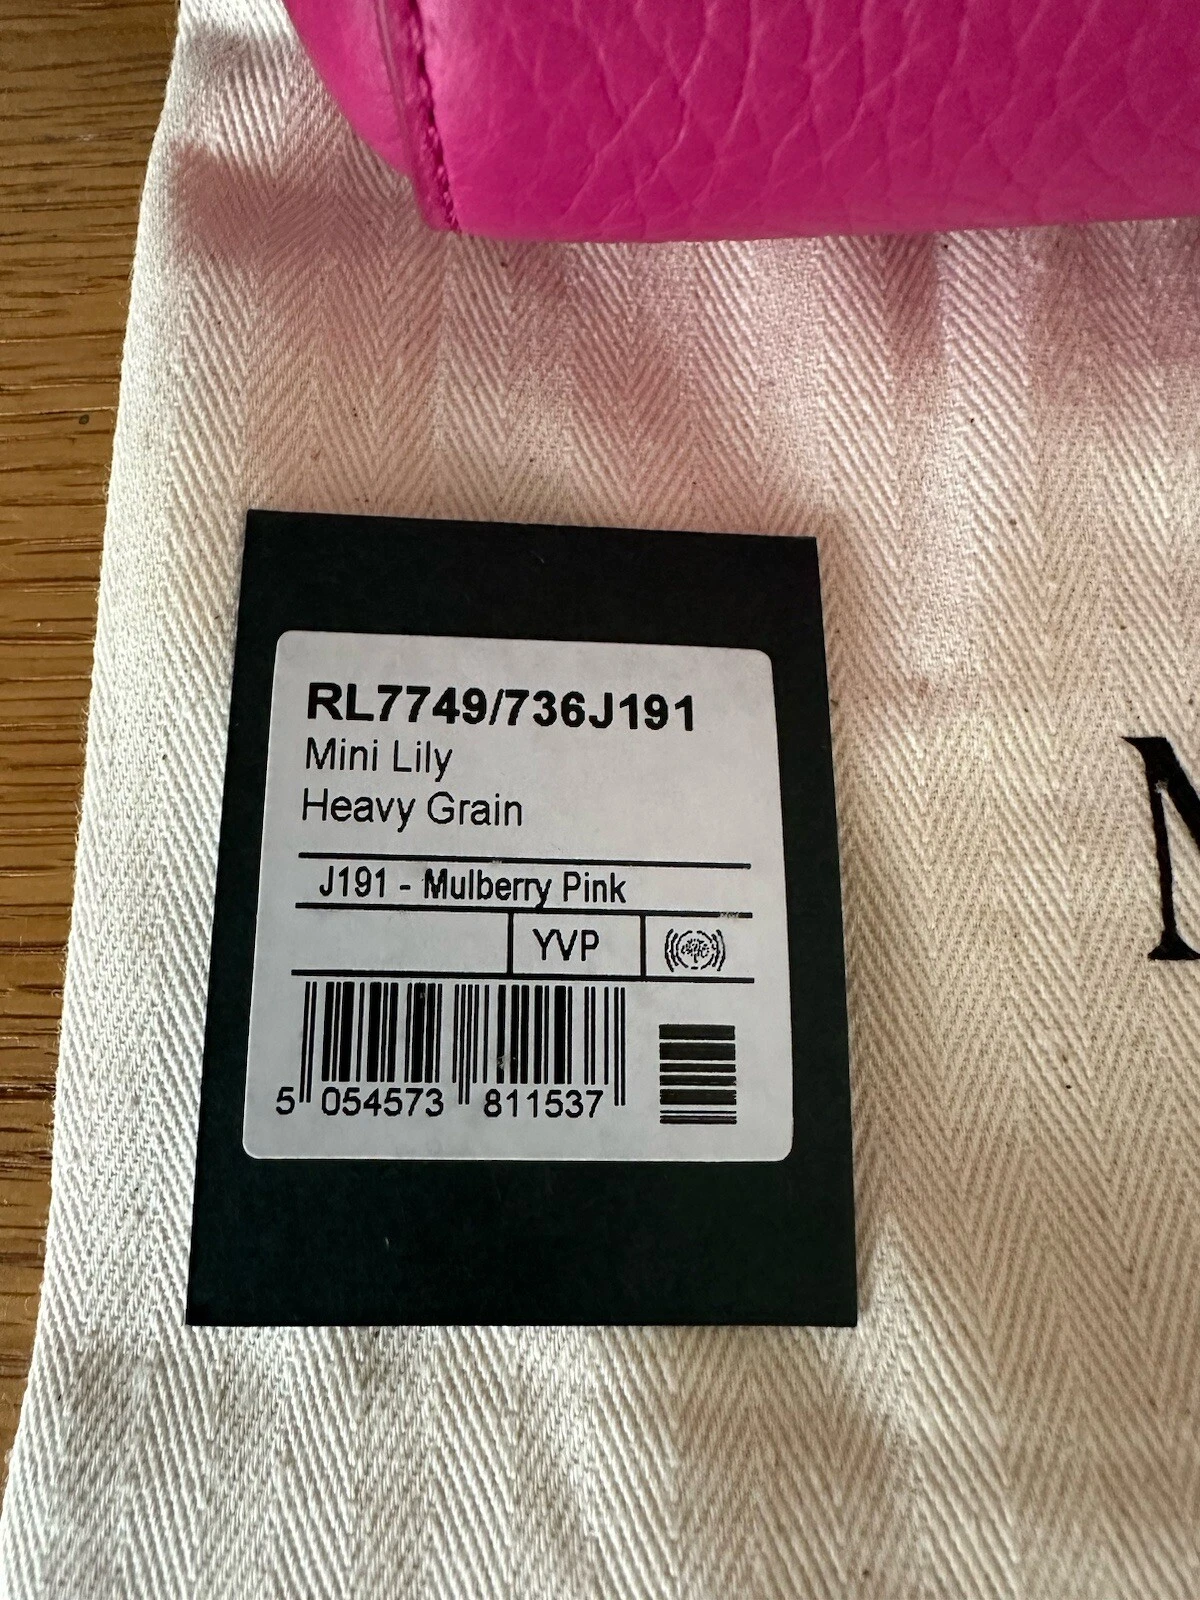 RL7749/736J191
Mini Lily
Heavy Grain
J191 - Mulberry Pink
YVP
5 054573 811537
M